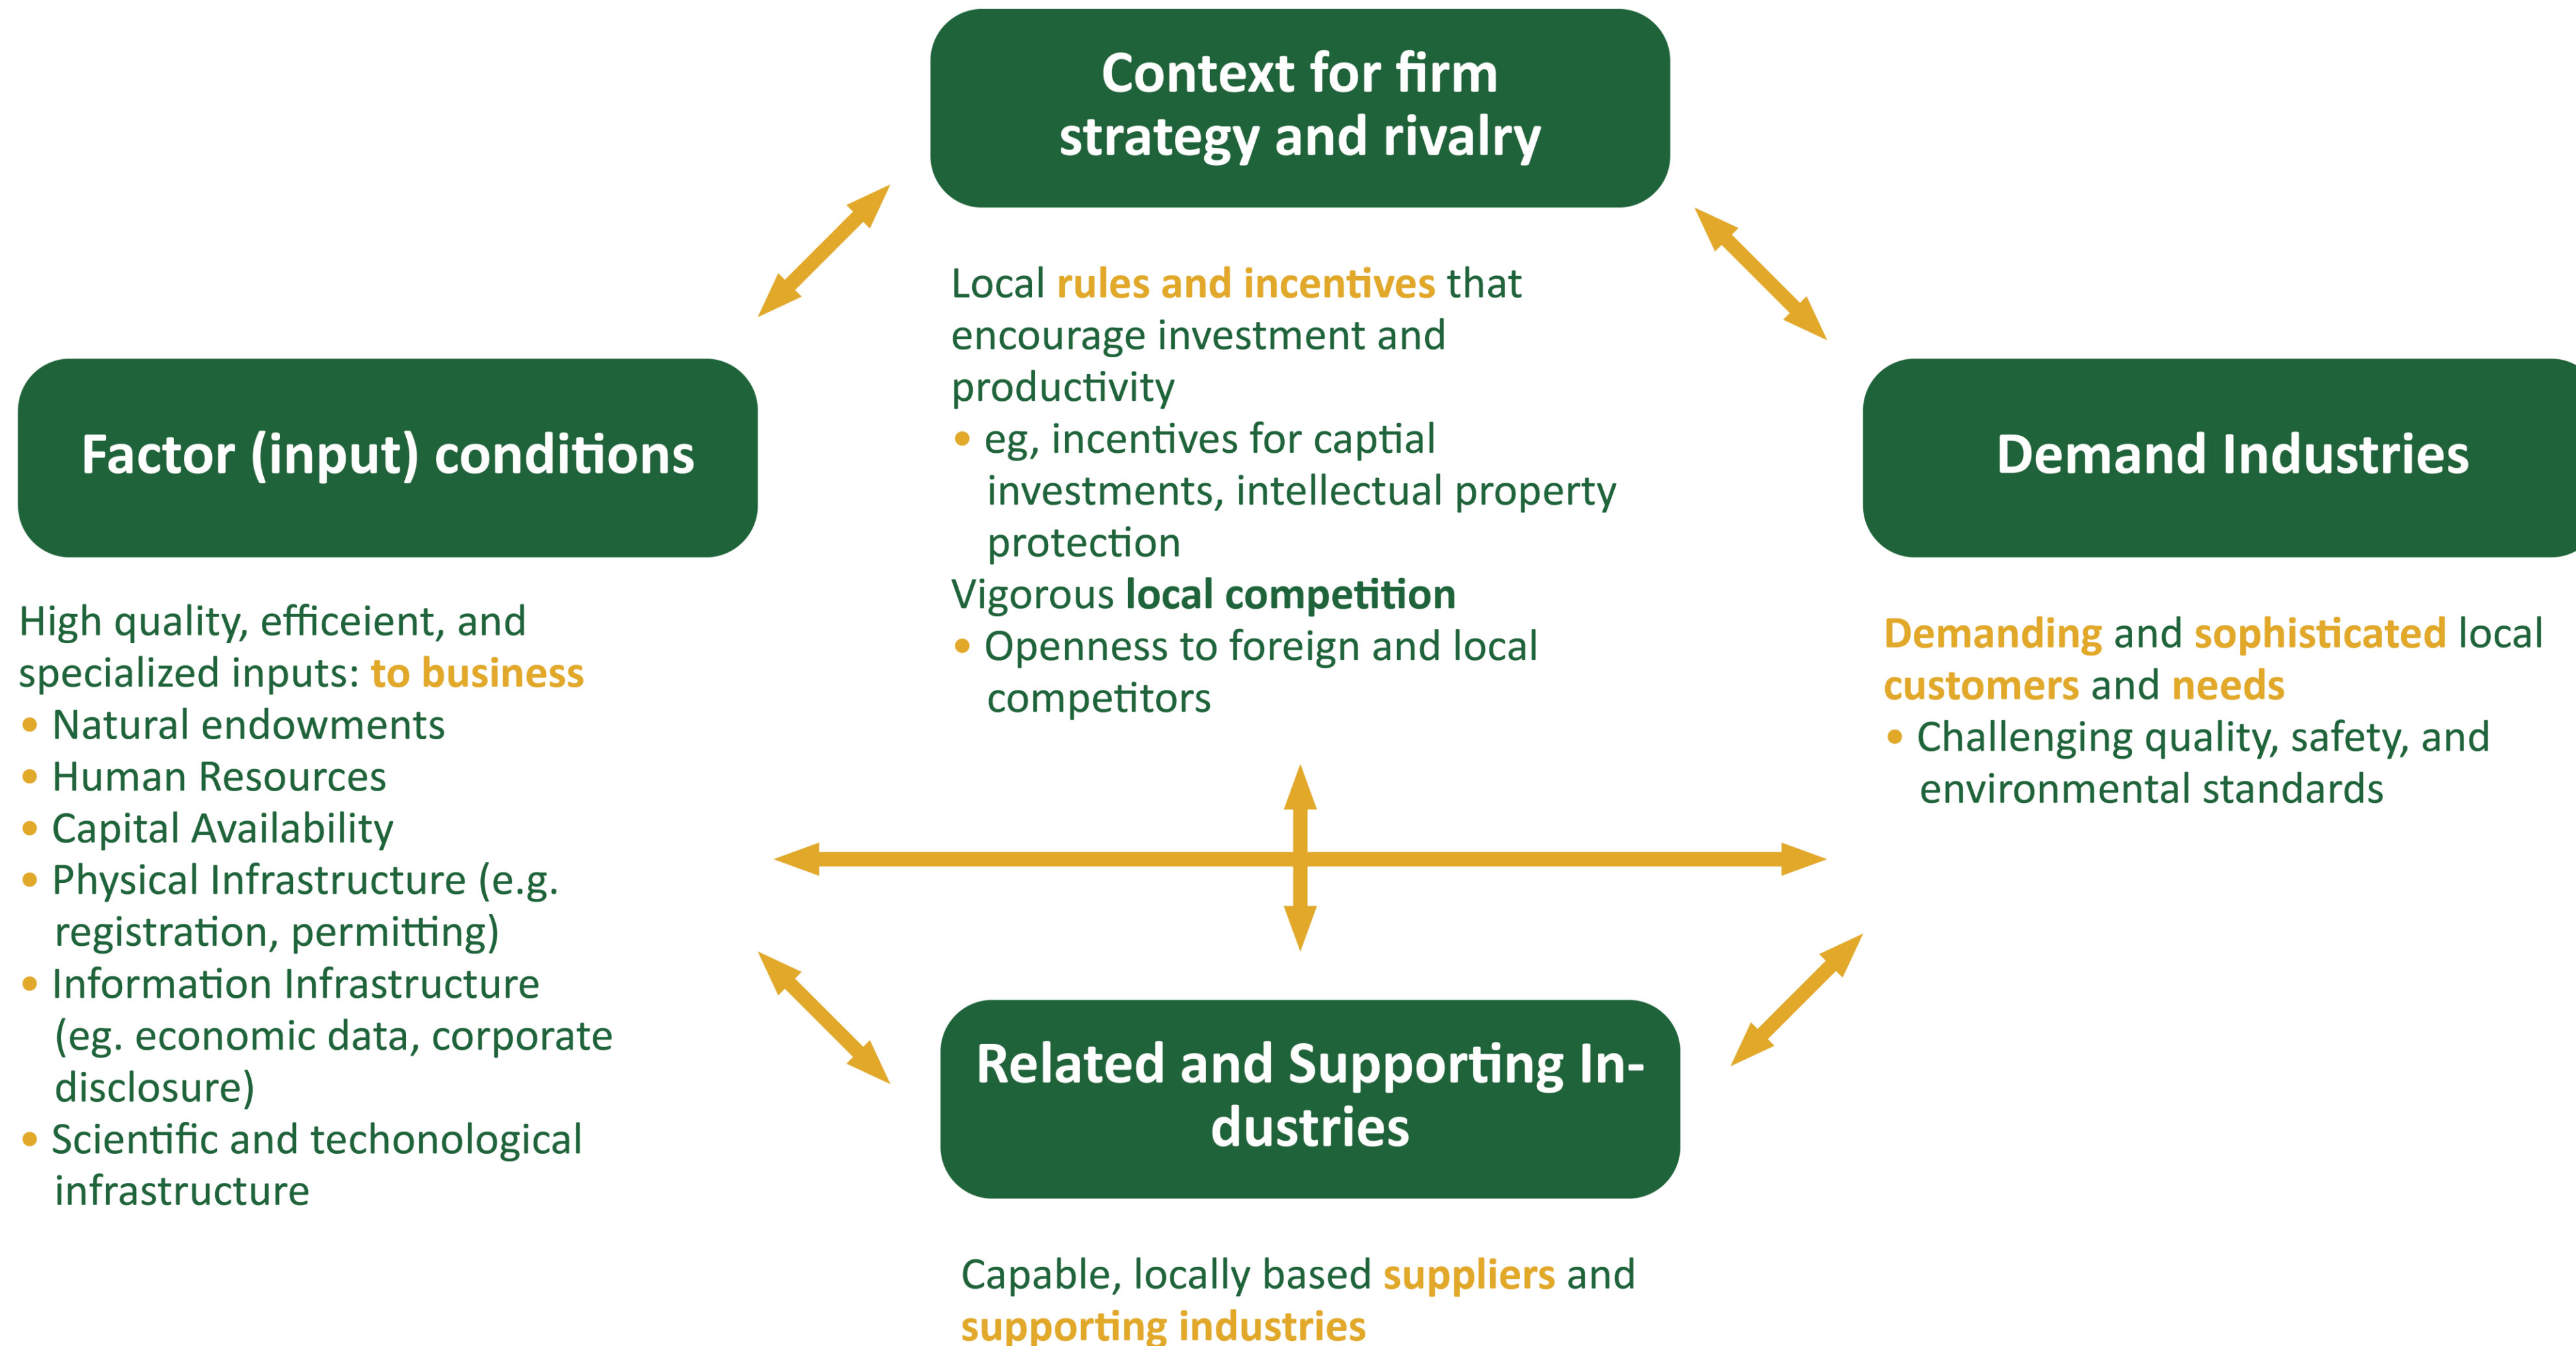 Context for firm
strategy and rivalry
Local rules and incentives that
encourage investment and
productivity
• eg, incentives for captial
investments, intellectual property
protection
Vigorous local competition
• Openness to foreign and local
competitors
Factor (input) conditions
High quality, efficeient, and
specialized inputs: to business
• Natural endowments
• Human Resources
• Capital Availability
• Physical Infrastructure (e.g.
registration, permitting)
• Information Infrastructure
(eg. economic data, corporate
disclosure)
• Scientific and techonological
infrastructure
Demand Industries
Demanding and sophisticated local
customers and needs
• Challenging quality, safety, and
environmental standards
Related and Supporting In-
dustries
Capable, locally based suppliers and
supporting industries